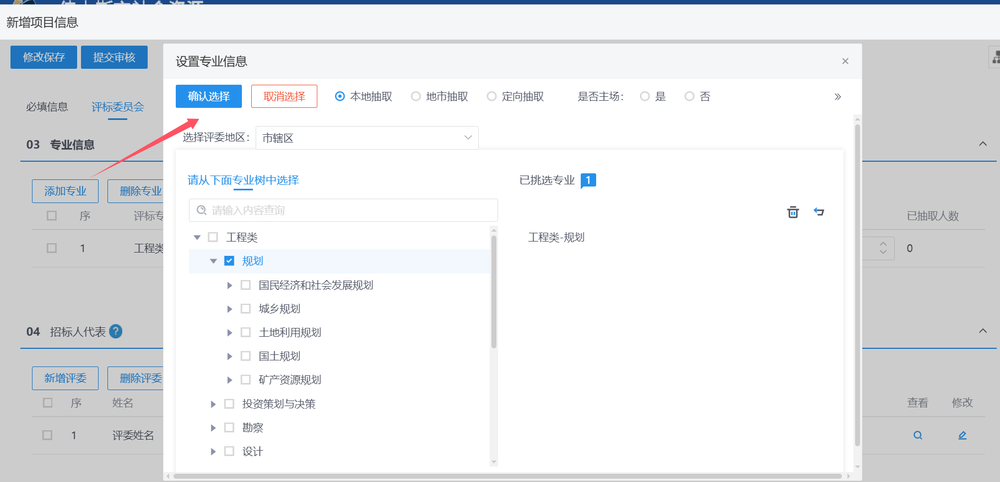 新增项目信息
修改保存
提交审核
设置专业信息
确认选择
取消选择
本地抽取
地市抽取
定向抽取
是否主场：
是
否
必填信息
评标委员会
选择评委地区：
市辖区
03 专业信息
请从下面专业树中选择
已挑选专业 1
添加专业
删除专业
请输入内容查询
序
评标专
已抽取人数
工程类
工程类-规划
1
工程类
0
规划
国民经济和社会发展规划
城乡规划
04 招标人代表 ?
土地利用规划
国土规划
新增评委
删除评委
矿产资源规划
序
姓名
投资策划与决策
查看
修改
1
评委姓名
勘察
设计